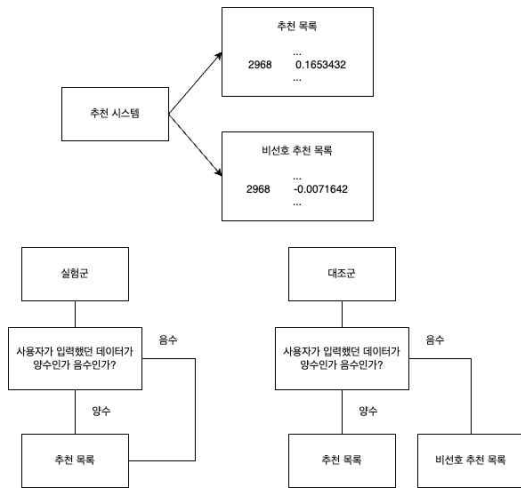 추천 목록
...
2968 0.1653432
...
추천 시스템
비선호 추천 목록
...
2968 -0.0071642
...
실험군
사용자가 입력했던 데이터가
양수인가 음수인가?
음수
양수
추천 목록
대조군
사용자가 입력했던 데이터가
양수인가 음수인가?
음수
양수
추천 목록
비선호 추천 목록